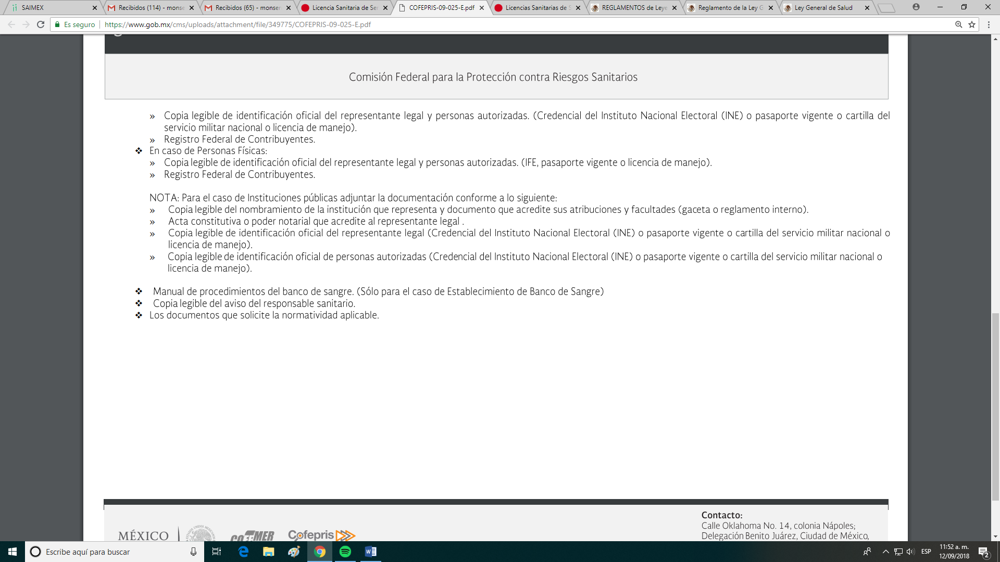 SAIMEX
Recibidos (114) - monse
Recibidos (65) - monser
Licencia Sanitaria de Ser
COFEPRIS-09-025-E.pdf
Licencias Sanitarias de S
REGLAMENTOS de Leye
Reglamento de la Ley G
Ley General de Salud
Es seguro
https://www.gob.mx/cms/uploads/attachment/file/349775/COFEPRIS-09-025-E.pdf
Comisión Federal para la Protección contra Riesgos Sanitarios
» Copia legible de identificación oficial del representante legal y personas autorizadas. (Credencial del Instituto Nacional Electoral (INE) o pasaporte vigente o cartilla del
servicio militar nacional o licencia de manejo).
» Registro Federal de Contribuyentes.
❖ En caso de Personas Físicas:
» Copia legible de identificación oficial del representante legal y personas autorizadas. (IFE, pasaporte vigente o licencia de manejo).
» Registro Federal de Contribuyentes.
NOTA: Para el caso de Instituciones públicas adjuntar la documentación conforme a lo siguiente:
» Copia legible del nombramiento de la institución que representa y documento que acredite sus atribuciones y facultades (gaceta o reglamento interno).
» Acta constitutiva o poder notarial que acredite al representante legal .
» Copia legible de identificación oficial del representante legal (Credencial del Instituto Nacional Electoral (INE) o pasaporte vigente o cartilla del servicio militar nacional o
licencia de manejo).
» Copia legible de identificación oficial de personas autorizadas (Credencial del Instituto Nacional Electoral (INE) o pasaporte vigente o cartilla del servicio militar nacional o
licencia de manejo).
❖ Manual de procedimientos del banco de sangre. (Sólo para el caso de Establecimiento de Banco de Sangre)
❖ Copia legible del aviso del responsable sanitario.
❖ Los documentos que solicite la normatividad aplicable.
Contacto:
Calle Oklahoma No. 14, colonia Nápoles;
Delegación Benito Juárez, Ciudad de México,
MÉXICO
COFEMER
Cofepris
Escribe aquí para buscar
ESP
11:52 a. m.
12/09/2018
2